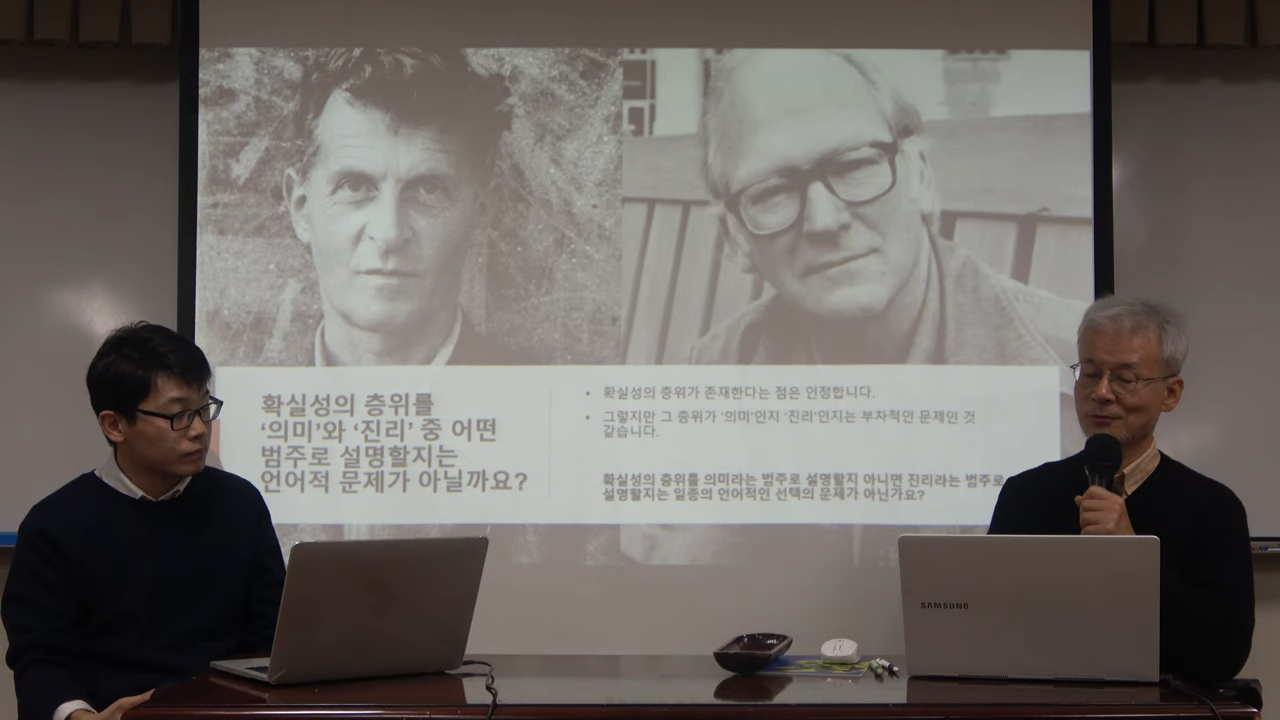 확실성의 층위를
‘의미’와 ‘진리’ 중 어떤
범주로 설명할지는
언어적 문제가 아닐까요?
• 확실성의 층위가 존재한다는 점은 인정합니다.
• 그렇지만 그 층위가 ‘의미’인지 ‘진리’인지는 부차적인 문제인 것
같습니다.
확실성의 층위를 의미라는 범주로 설명할지 아니면 진리라는 범주로
설명할지는 일종의 언어적인 선택의 문제가 아닌가요?
SAMSUNG